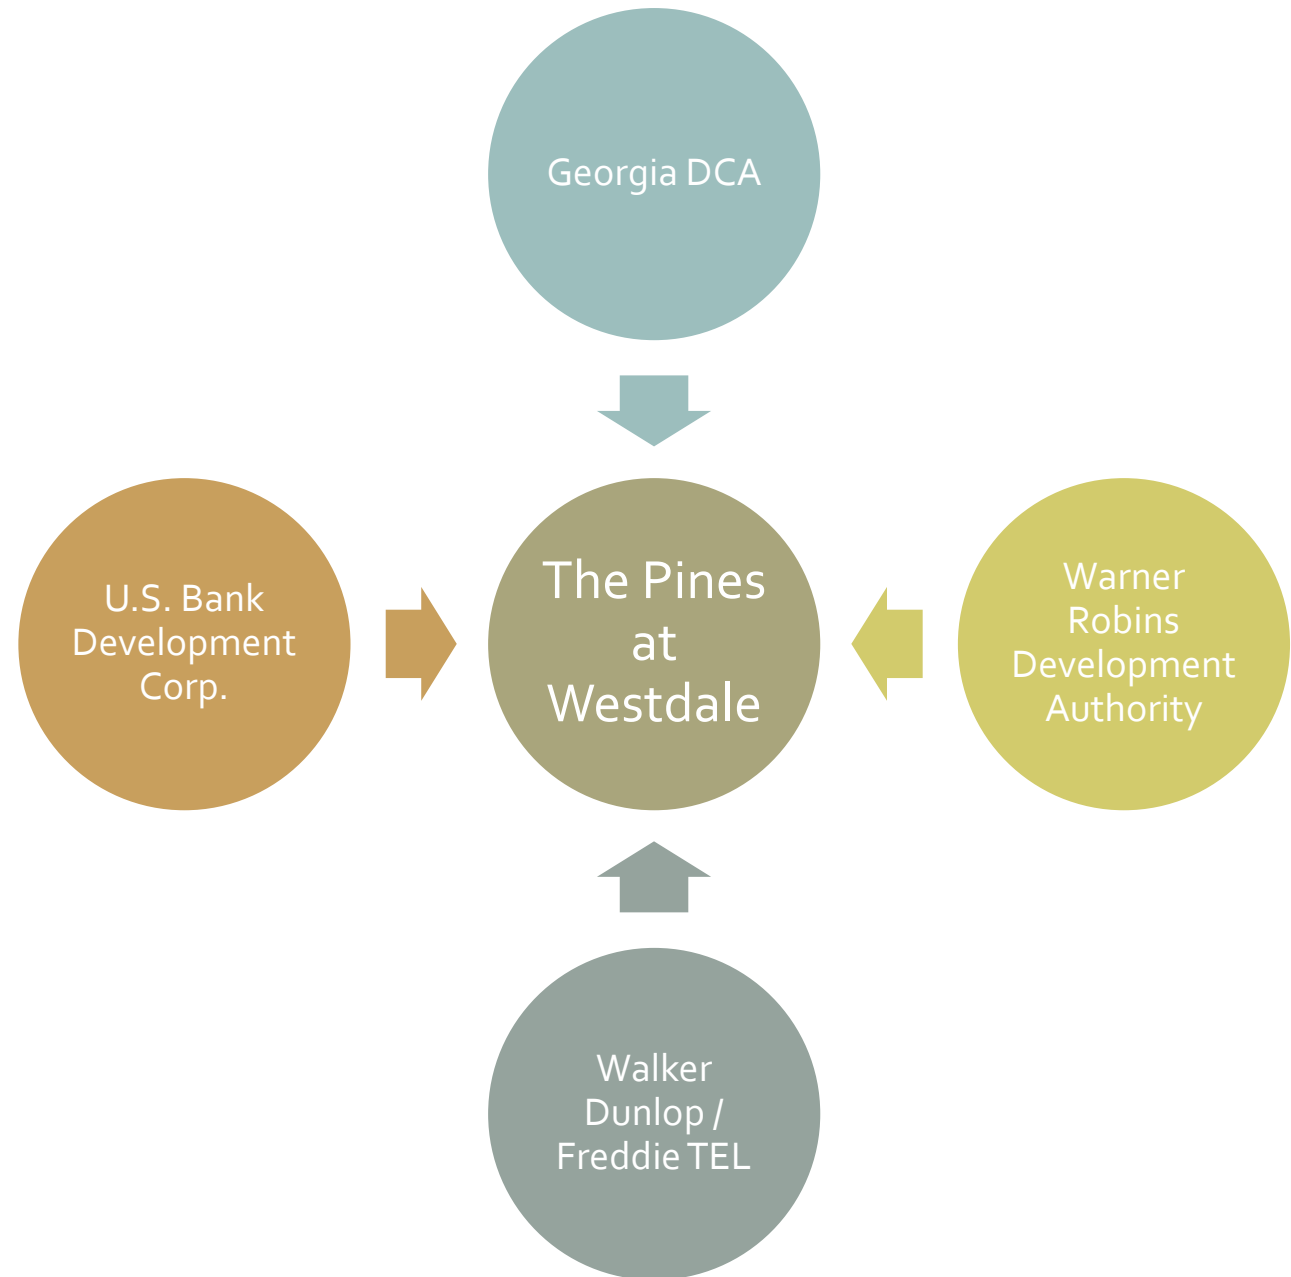 Georgia DCA
U.S. Bank
Development
Corp.
The Pines
at
Westdale
Warner
Robins
Development
Authority
Walker
Dunlop /
Freddie TEL